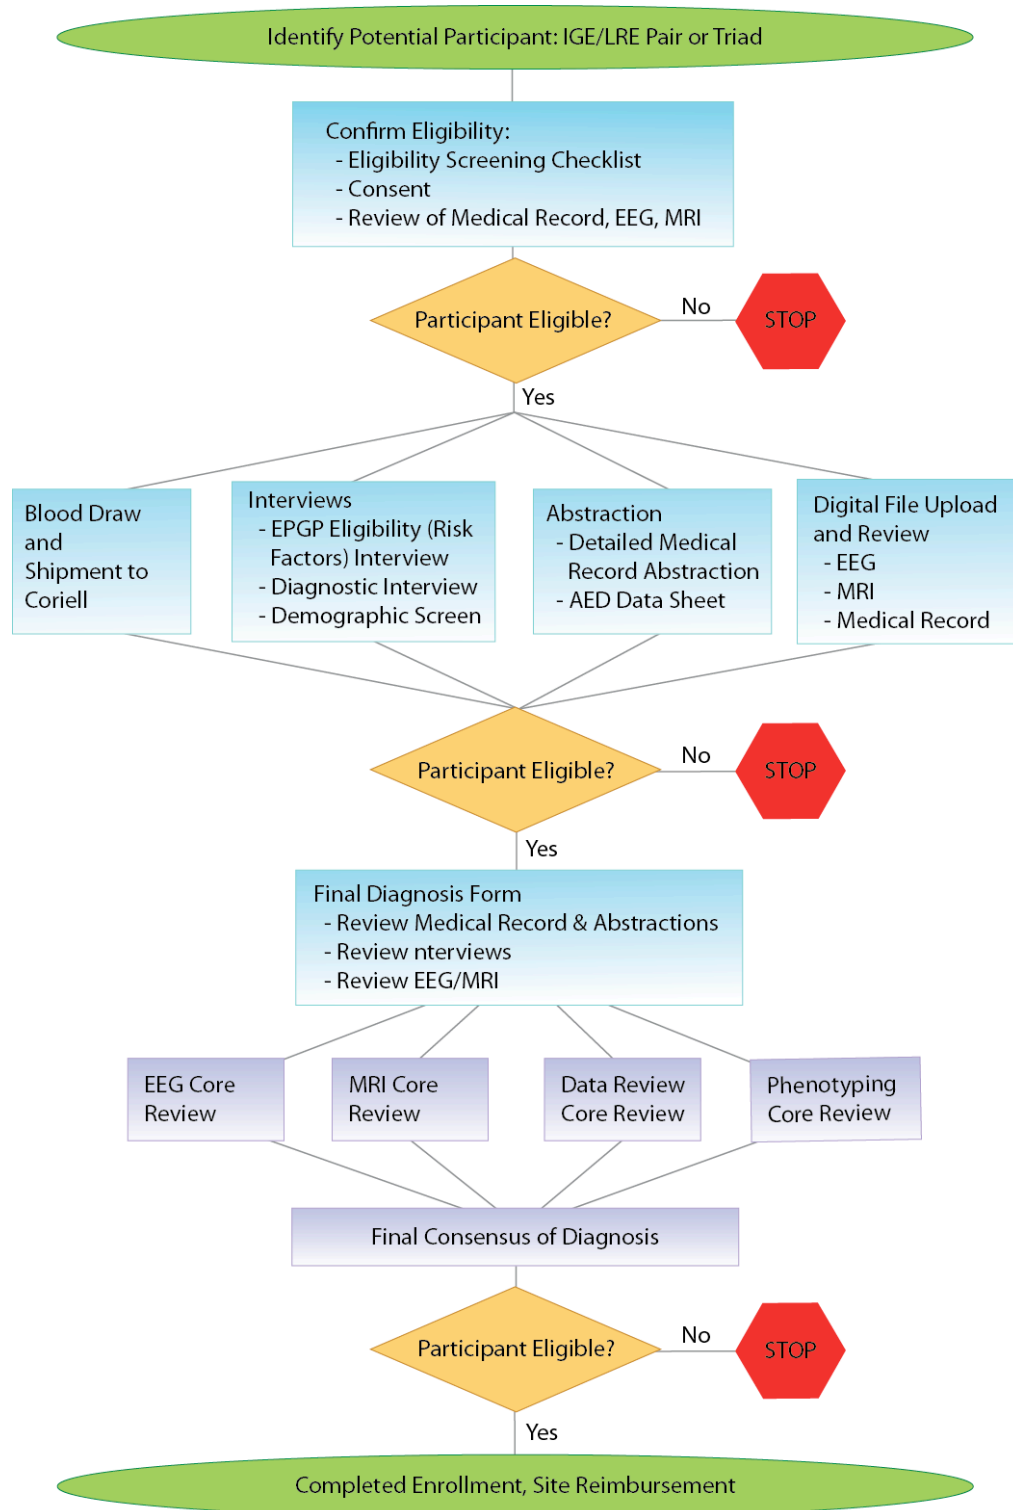 Identify Potential Participant: IGE/LRE Pair or Triad
Confirm Eligibility:
- Eligibility Screening Checklist
- Consent
- Review of Medical Record, EEG, MRI
Participant Eligible?
No
STOP
Yes
Blood Draw
and
Shipment to
Coriell
Interviews
- EPGP Eligibility (Risk
Factors) Interview
- Diagnostic Interview
- Demographic Screen
Abstraction
- Detailed Medical
Record Abstraction
- AED Data Sheet
Digital File Upload
and Review
- EEG
- MRI
- Medical Record
Participant Eligible?
No
STOP
Yes
Final Diagnosis Form
- Review Medical Record & Abstractions
- Review nterviews
- Review EEG/MRI
EEG Core
Review
MRI Core
Review
Data Review
Core Review
Phenotyping
Core Review
Final Consensus of Diagnosis
Participant Eligible?
No
STOP
Yes
Completed Enrollment, Site Reimbursement